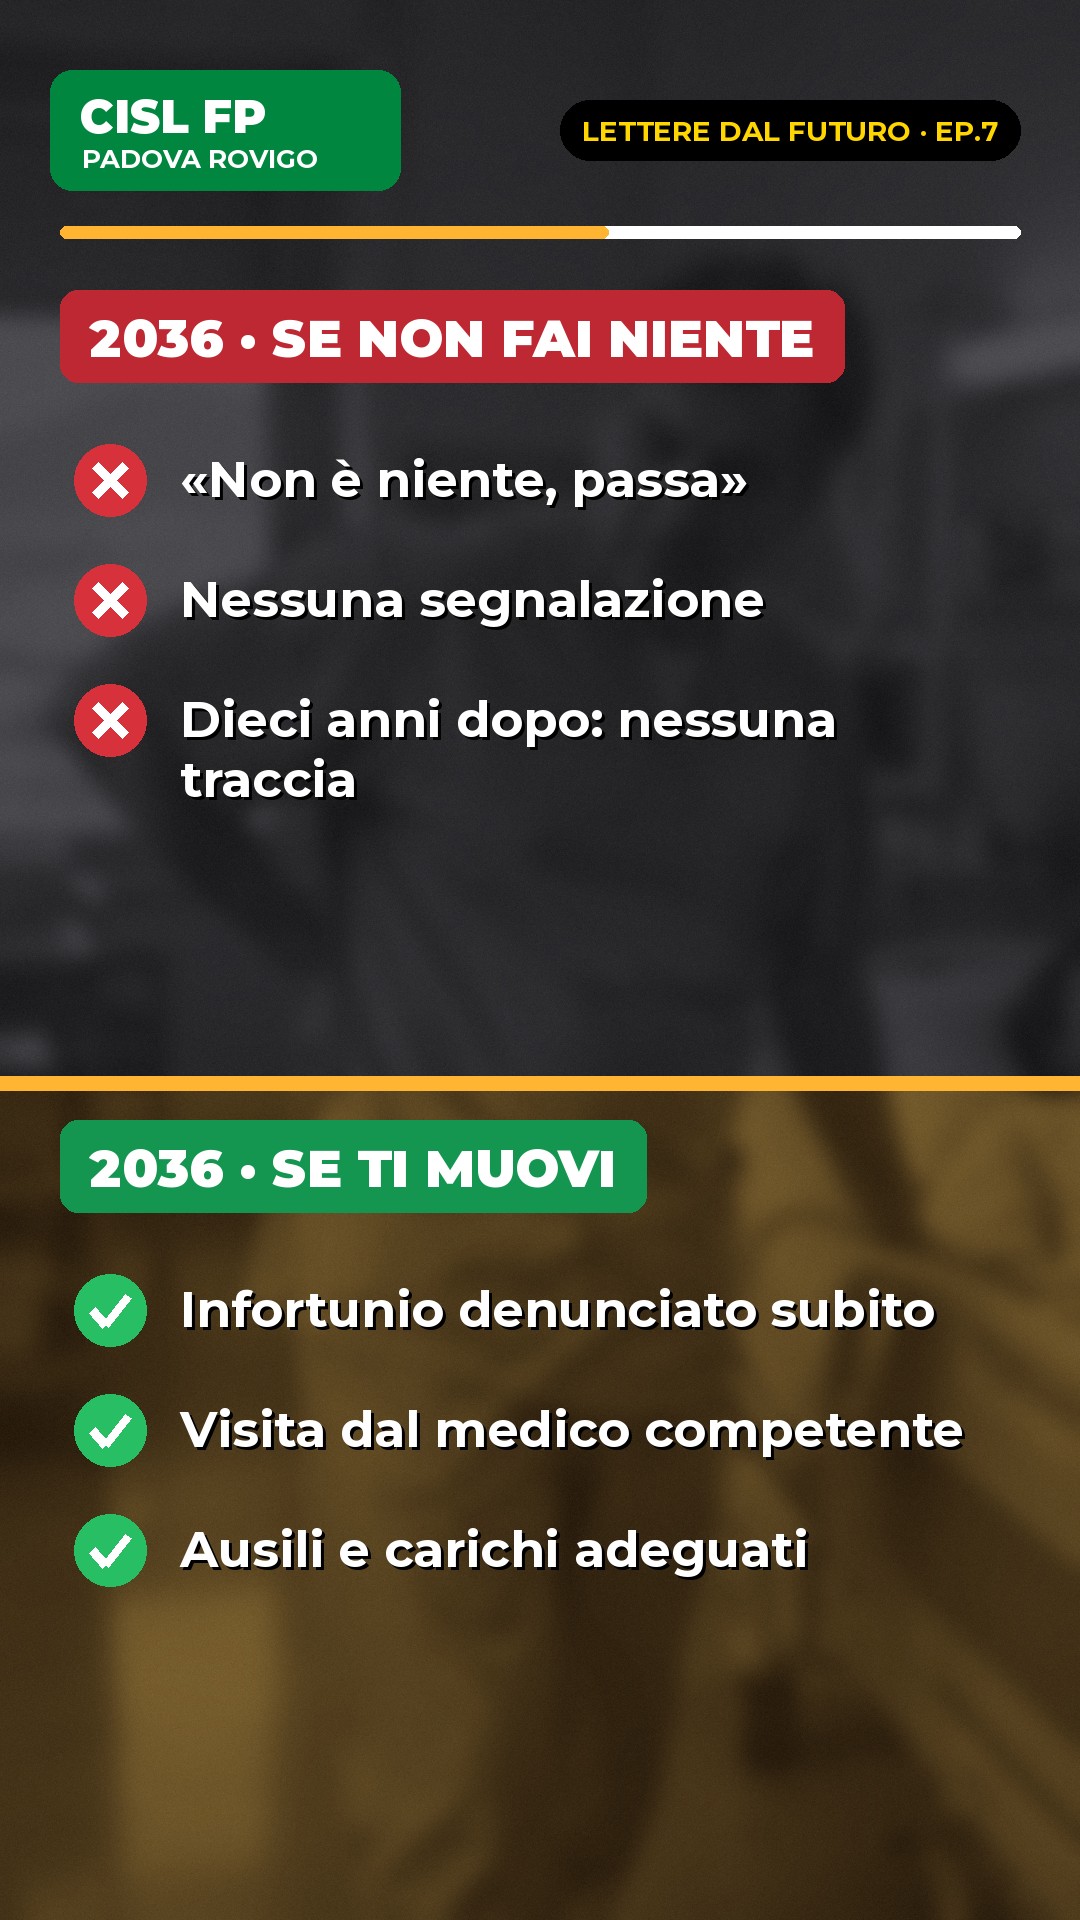 CISL FP
PADOVA ROVIGO
LETTERE DAL FUTURO · EP.7
2036 · SE NON FAI NIENTE
«Non è niente, passa»
Nessuna segnalazione
Dieci anni dopo: nessuna
traccia
2036 · SE TI MUOVI
Infortunio denunciato subito
Visita dal medico competente
Ausili e carichi adeguati